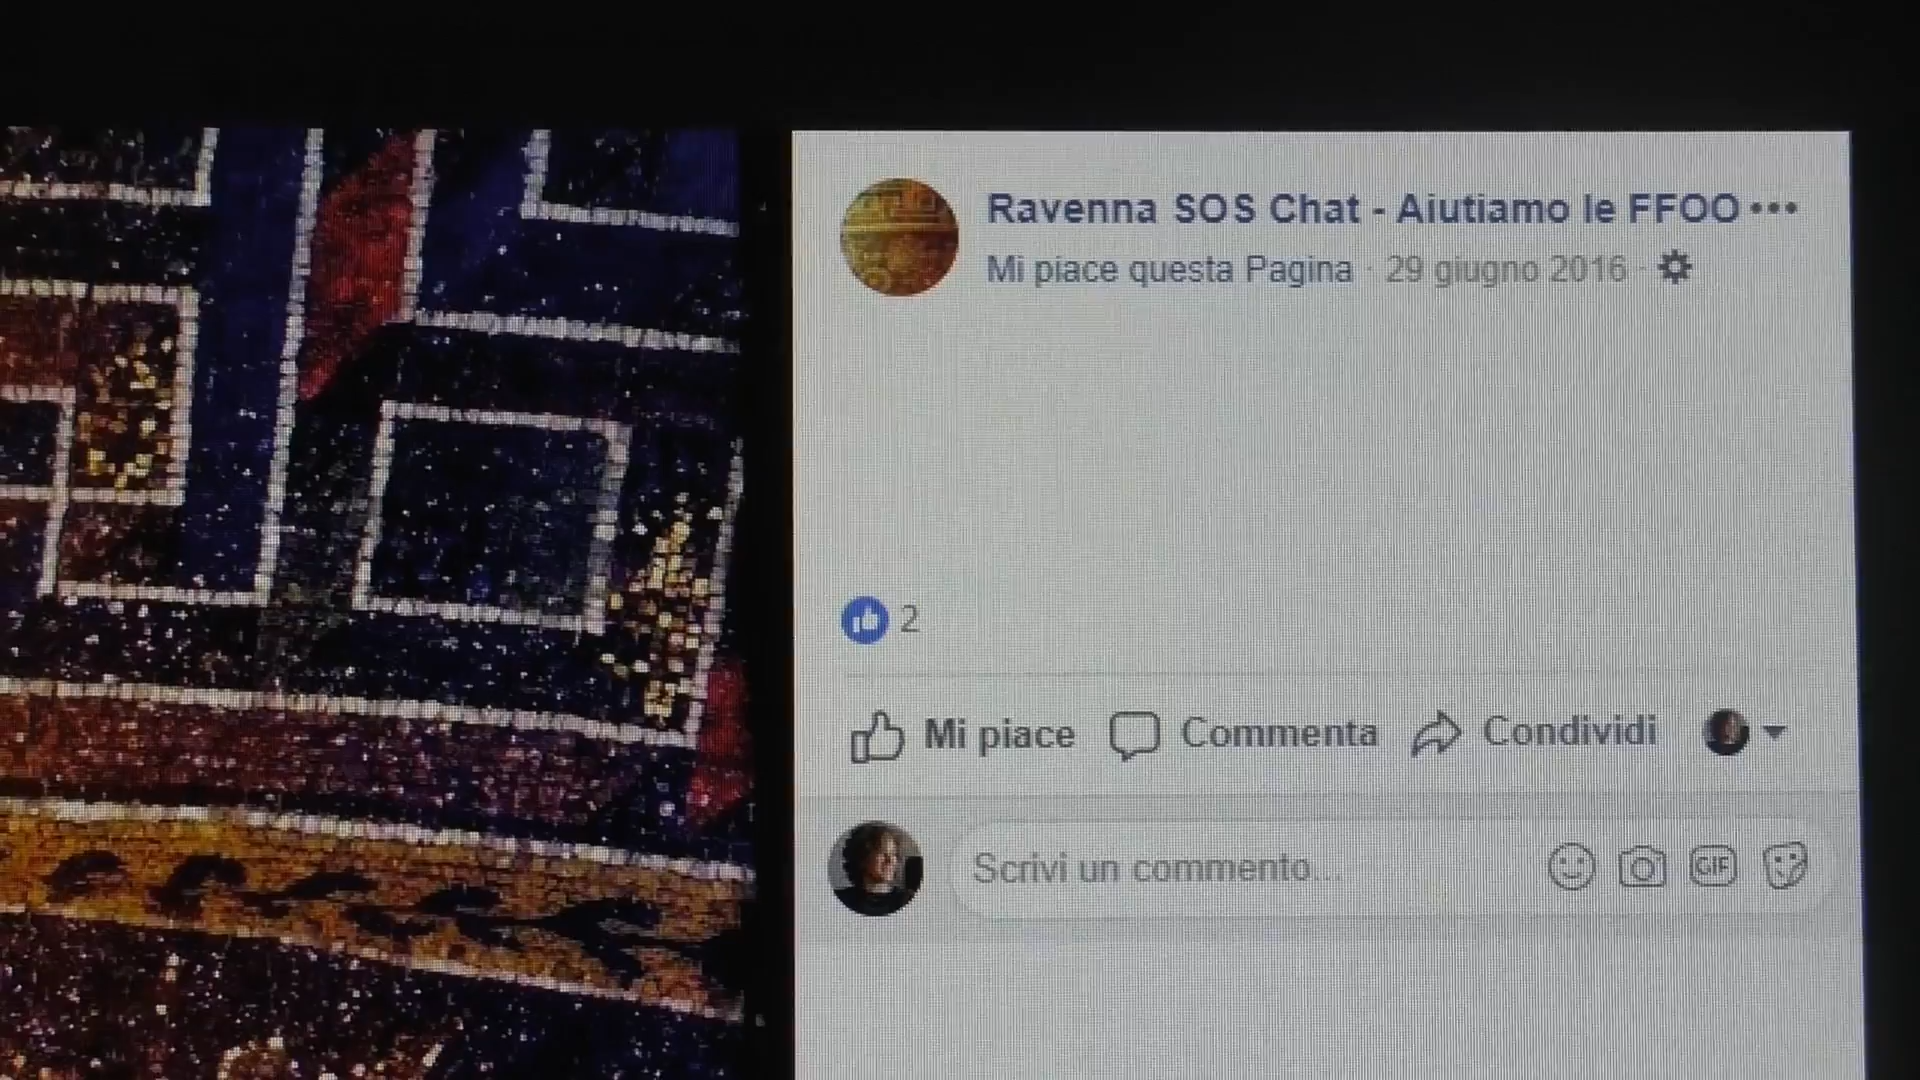 Ravenna SOS Chat - Aiutiamo le FFOO •••
Mi piace questa Pagina · 29 giugno 2016 ·
2
Mi piace Commenta Condividi
Scrivi un commento... GIF